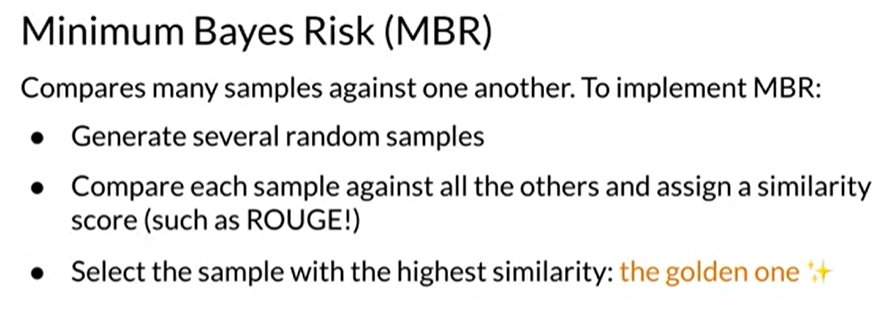 Minimum Bayes Risk (MBR)
Compares many samples against one another. To implement MBR:
● Generate several random samples
● Compare each sample against all the others and assign a similarity
score (such as ROUGE!)
● Select the sample with the highest similarity: the golden one ✨